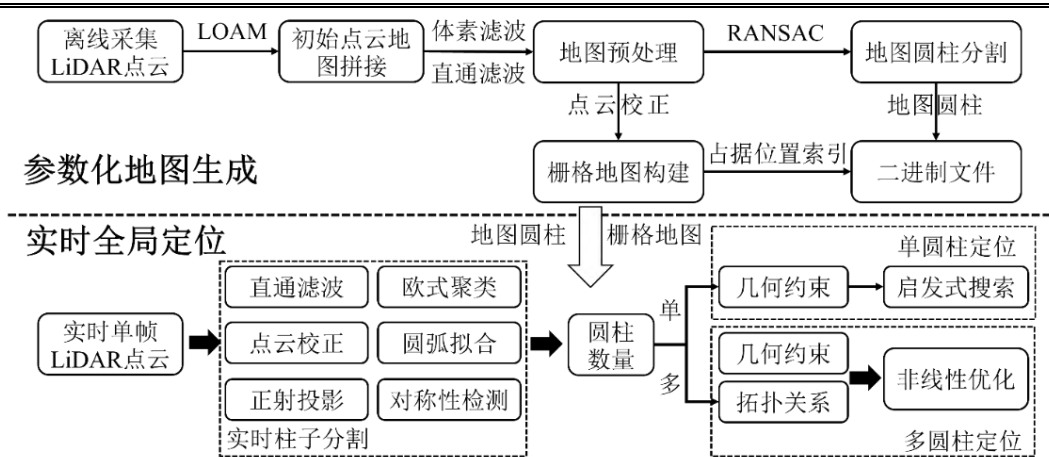 离线采集
LiDAR点云
LOAM
初始点云地
图拼接
体素滤波
直通滤波
地图预处理
RANSAC
地图圆柱分割
点云校正
地图圆柱
参数化地图生成
栅格地图构建
占据位置索引
二进制文件
实时全局定位
地图圆柱
栅格地图
单圆柱定位
直通滤波
欧式聚类
几何约束
启发式搜索
实时单帧
LiDAR点云
点云校正
圆弧拟合
圆柱
数量
单
多
几何约束
拓扑关系
非线性优化
正射投影
对称性检测
实时柱子分割
多圆柱定位